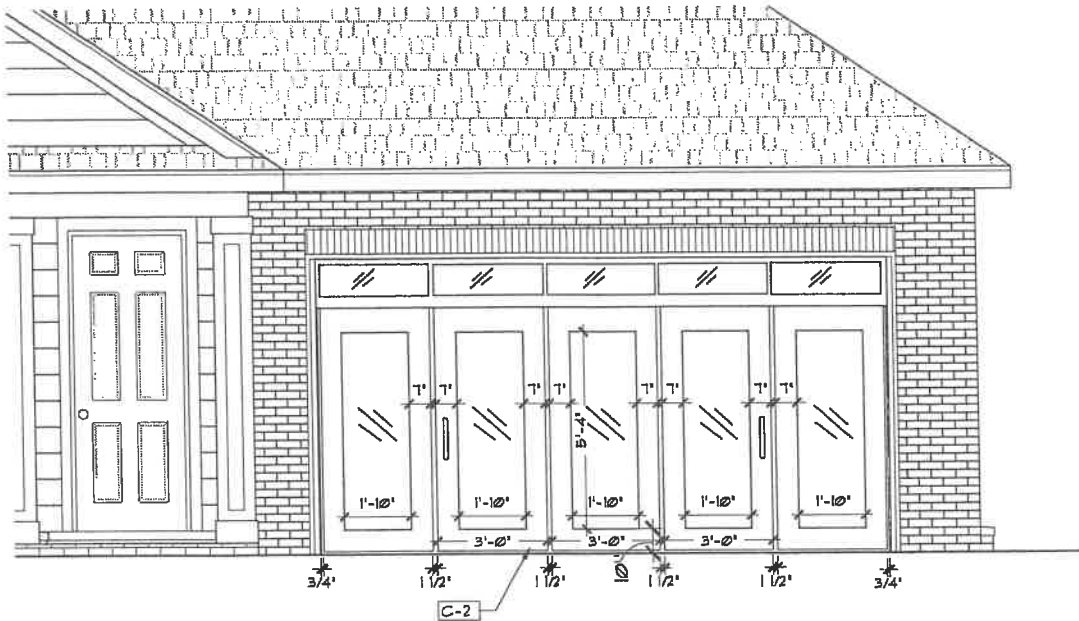 7" 7" 7" 7" 7" 7" 7" 7"
5'-4"
1'-10" 1'-10" 1'-10" 1'-10" 1'-10"
3'-0" 3'-0" 3'-0"
10"
3/4" 1 1/2" 1 1/2" 1 1/2" 1 1/2" 3/4"
C-2